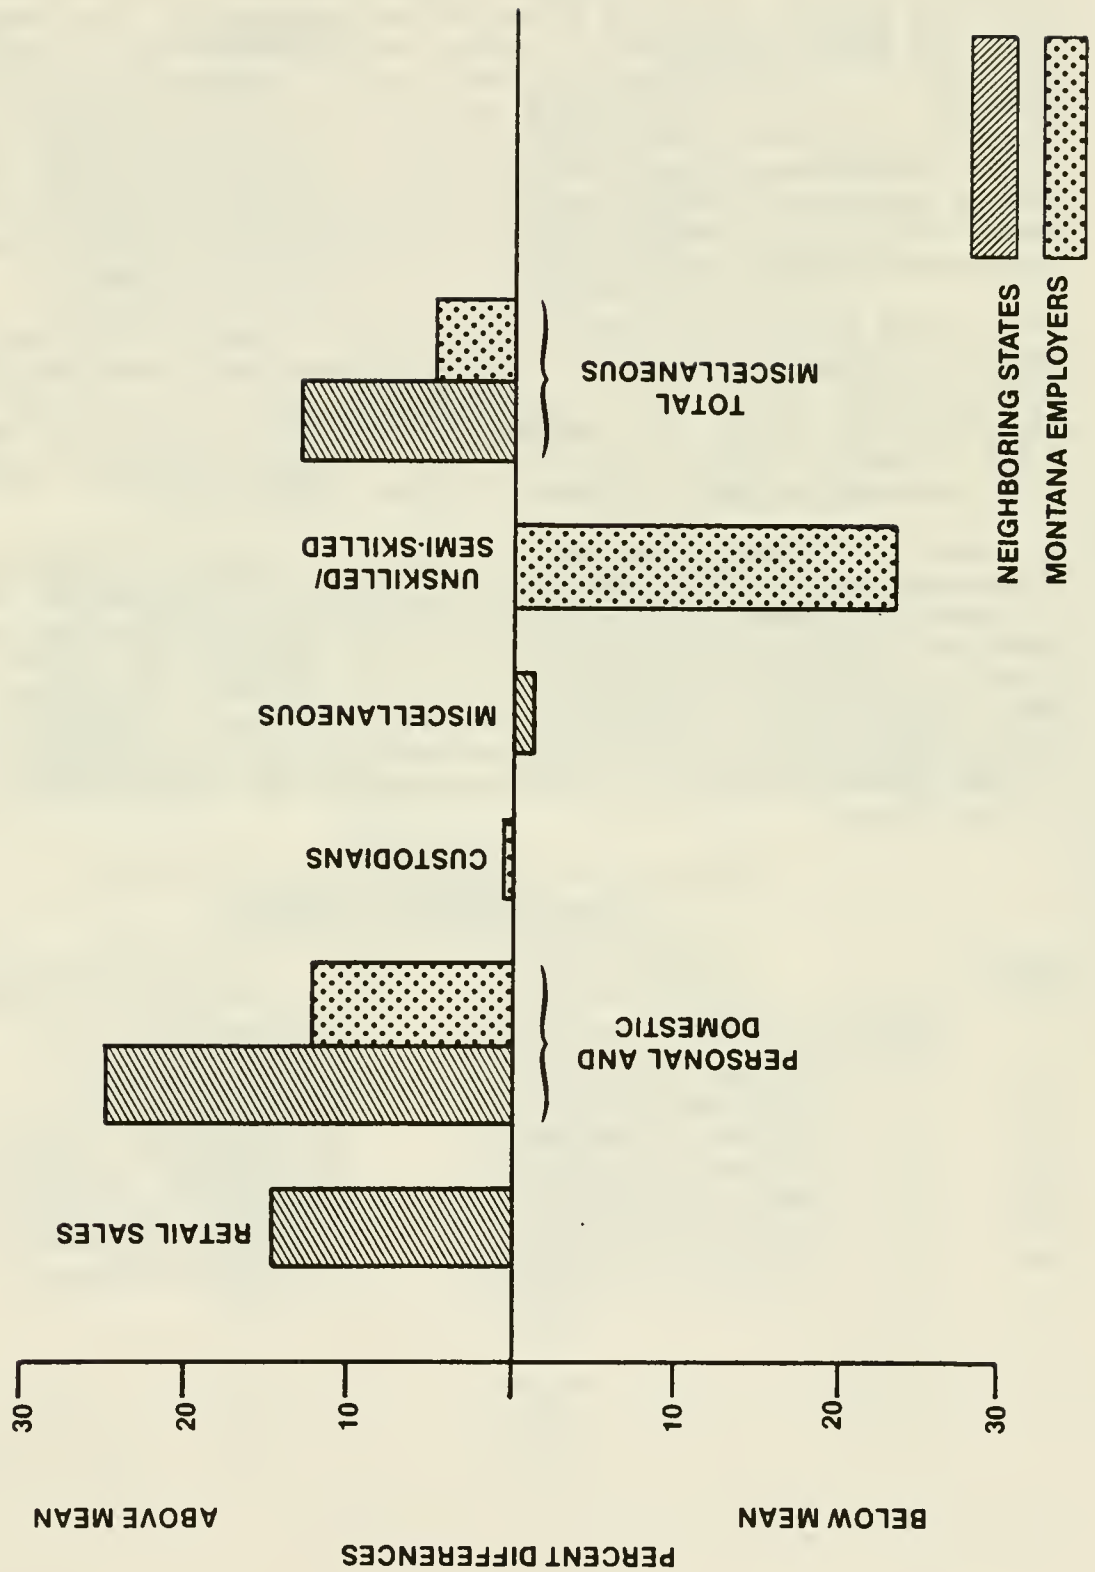 PERCENT DIFFERENCES
ABOVE MEAN
BELOW MEAN
30
20
10
10
20
30
RETAIL SALES
PERSONAL AND
DOMESTIC
CUSTODIANS
MISCELLANEOUS
UNSKILLED/
SEMI-SKILLED
TOTAL
MISCELLANEOUS
NEIGHBORING STATES
MONTANA EMPLOYERS